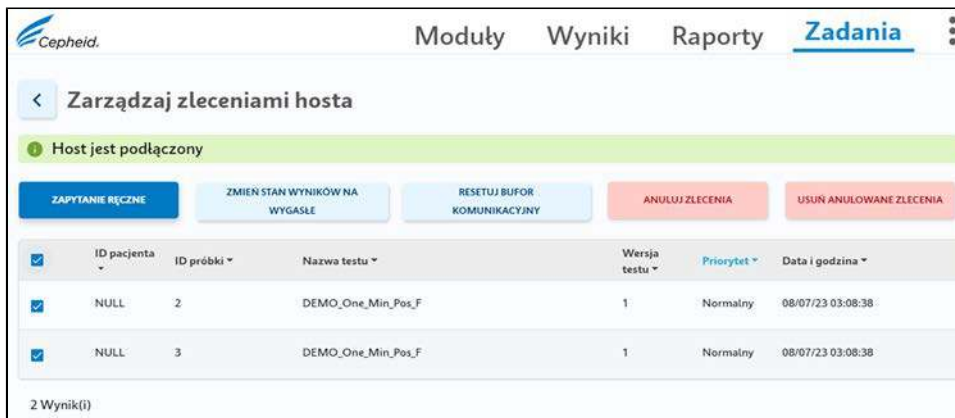 Cepheid.
Moduły Wyniki Raporty Zadania
Zarządzaj zleceniami hosta
Host jest podłączony
ZAPYTANIE RĘCZNE
ZMIEŃ STAN WYNIKÓW NA
WYGASŁE
RESETUJ BUFOR
KOMUNIKACYJNY
ANULUJ ZLECENIA
USUŃ ANULOWANE ZLECENIA
ID pacjenta ID próbki Nazwa testu Wersja testu Priorytet Data i godzina
NULL 2 DEMO_One_Min_Pos_F 1 Normalny 08/07/23 03:08:38
NULL 3 DEMO_One_Min_Pos_F 1 Normalny 08/07/23 03:08:38
2 Wynik(i)